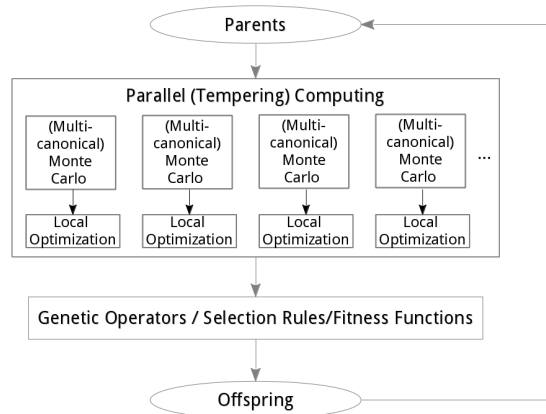 Parents
Parallel (Tempering) Computing
(Multi-
canonical)
Monte
Carlo
(Multi-
canonical)
Monte
Carlo
(Multi-
canonical)
Monte
Carlo
(Multi-
canonical)
Monte
Carlo
...
Local
Optimization
Local
Optimization
Local
Optimization
Local
Optimization
Genetic Operators / Selection Rules/Fitness Functions
Offspring